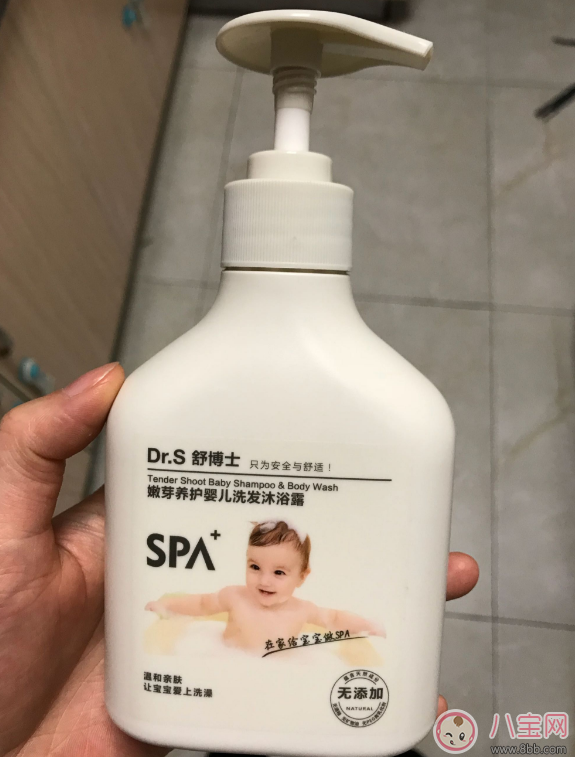 Dr.S 舒博士 只为安全与舒适！
Tender Shoot Baby Shampoo & Body Wash
嫩芽养护婴儿洗发沐浴露
SPA+
在家给宝宝做SPA
温和亲肤
让宝宝爱上洗澡
无添加
NATURAL
八宝网
www.8bb.com